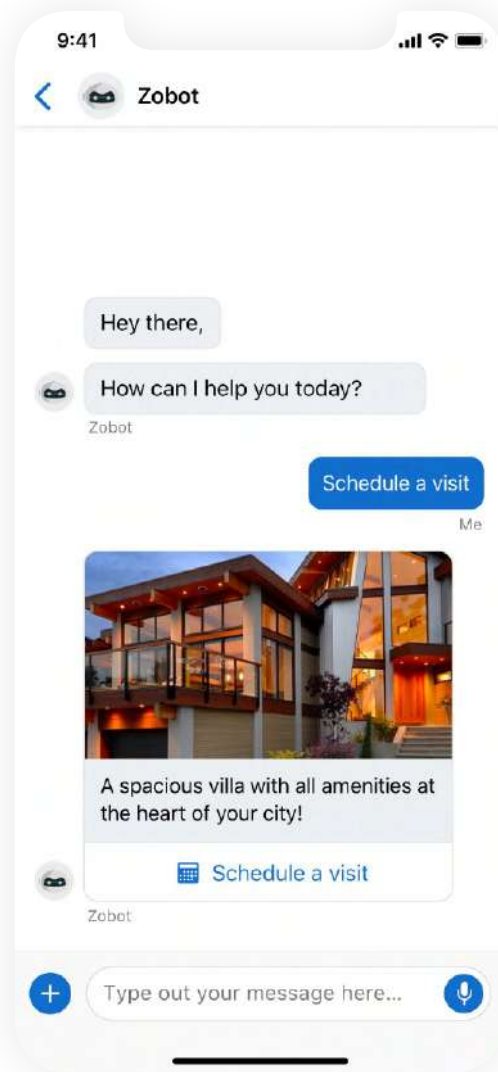 9:41
Zobot
Hey there,
How can I help you today?
Zobot
Schedule a visit
Me
A spacious villa with all amenities at
the heart of your city!
Schedule a visit
Zobot
Type out your message here...